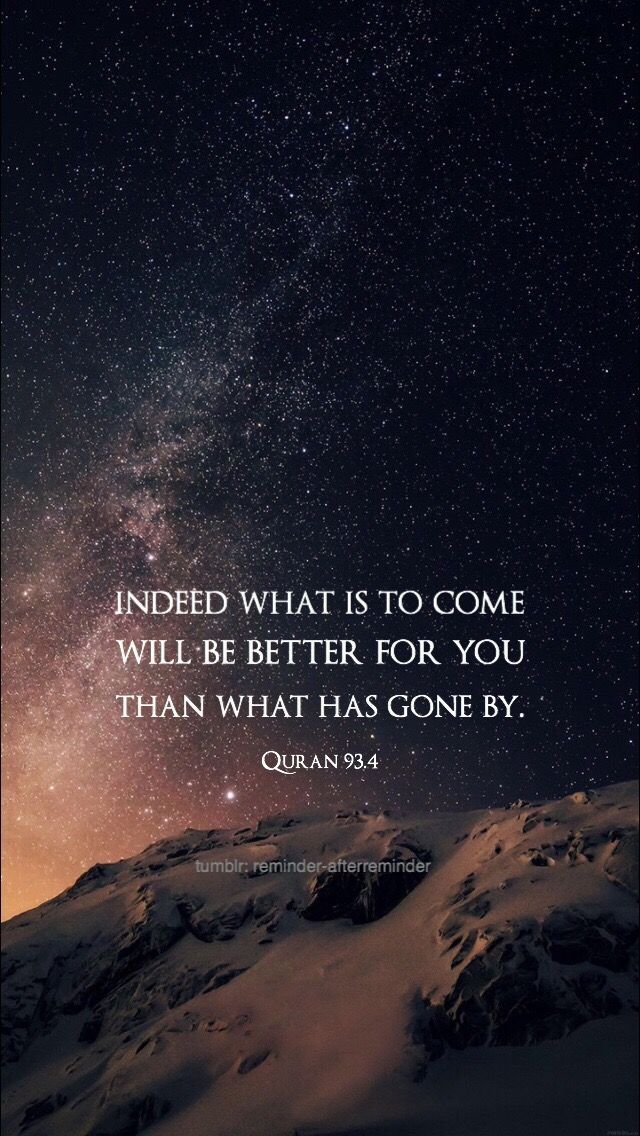 INDEED WHAT IS TO COME
WILL BE BETTER FOR YOU
THAN WHAT HAS GONE BY.
QURAN 93.4
tumblr: reminder-afterreminder